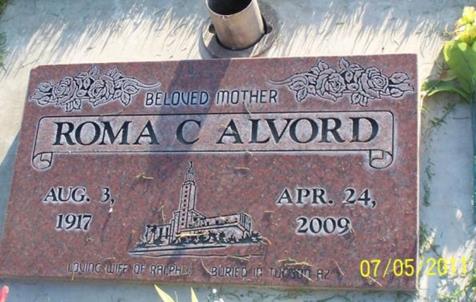 BELOVED MOTHER
ROMA C ALVORD
AUG. 3,
1917
APR. 24,
2009
LOVING WIFE OF RALPH BURIED IN TUCSON AZ
07/05/2011